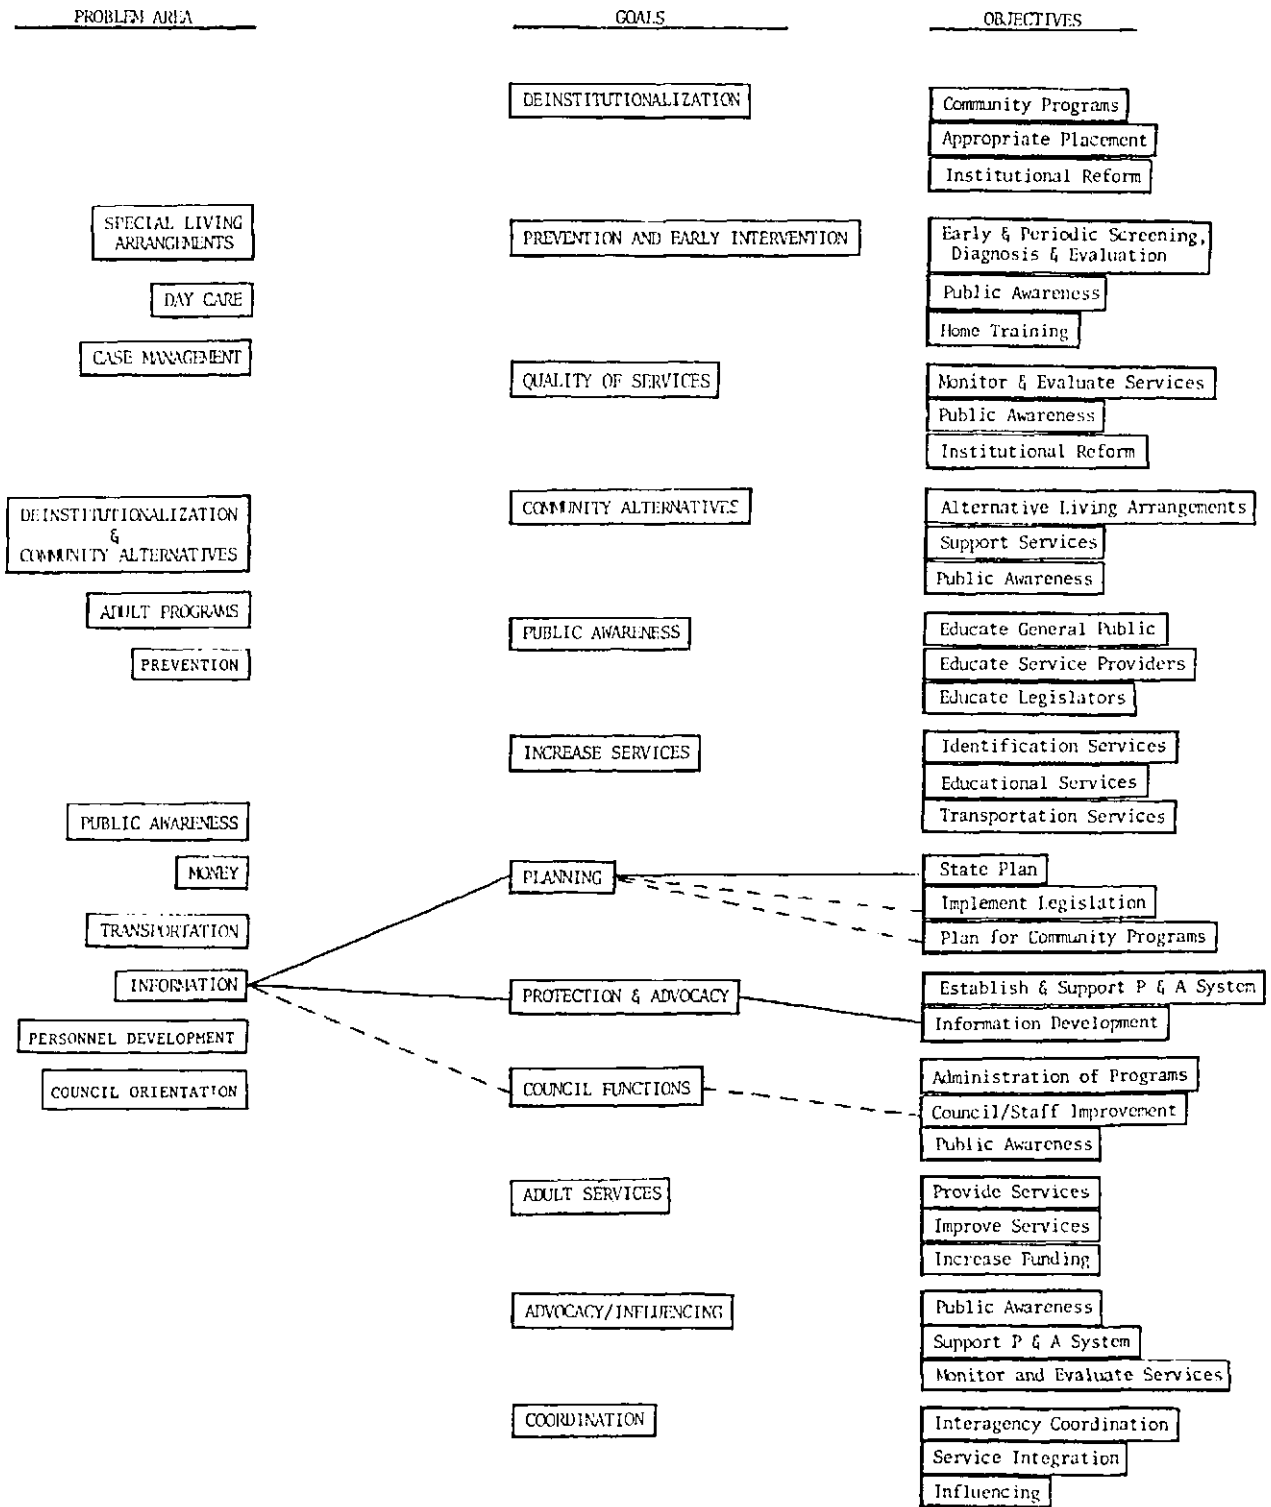 PROBLEM AREA
GOALS
OBJECTIVES
DEINSTITUTIONALIZATION
Community Programs
Appropriate Placement
Institutional Reform
SPECIAL LIVING
ARRANGEMENTS
DAY CARE
CASE MANAGEMENT
PREVENTION AND EARLY INTERVENTION
Early & Periodic Screening,
Diagnosis & Evaluation
Public Awareness
Home Training
QUALITY OF SERVICES
Monitor & Evaluate Services
Public Awareness
Institutional Reform
DEINSTITUTIONALIZATION
&
COMMUNITY ALTERNATIVES
ADULT PROGRAMS
PREVENTION
COMMUNITY ALTERNATIVES
Alternative Living Arrangements
Support Services
Public Awareness
PUBLIC AWARENESS
Educate General Public
Educate Service Providers
Educate Legislators
INCREASE SERVICES
Identification Services
Educational Services
Transportation Services
PUBLIC AWARENESS
MONEY
TRANSPORTATION
INFORMATION
PERSONNEL DEVELOPMENT
COUNCIL ORIENTATION
PLANNING
State Plan
Implement Legislation
Plan for Community Programs
PROTECTION & ADVOCACY
Establish & Support P & A System
Information Development
COUNCIL FUNCTIONS
Administration of Programs
Council/Staff Improvement
Public Awareness
ADULT SERVICES
Provide Services
Improve Services
Increase Funding
ADVOCACY/INFLUENCING
Public Awareness
Support P & A System
Monitor and Evaluate Services
COORDINATION
Interagency Coordination
Service Integration
Influencing